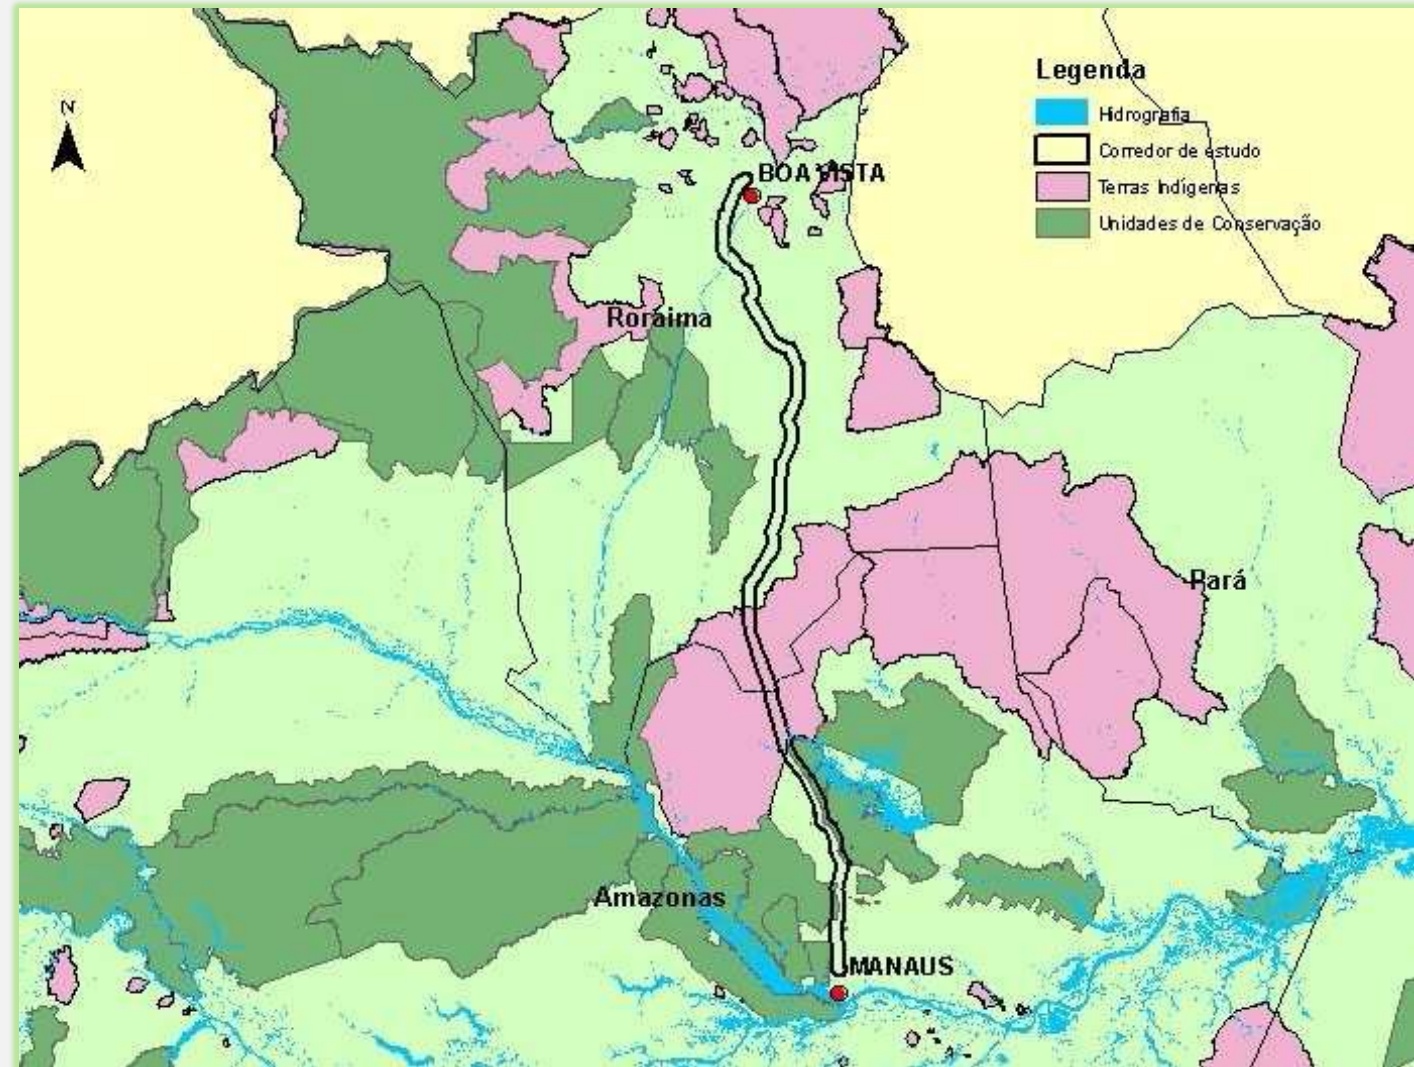 N
Legenda
Hidrografia
Corredor de estudo
Terras Indígenas
Unidades de Conservação
BOA VISTA
Roraima
Pará
Amazonas
MANAUS